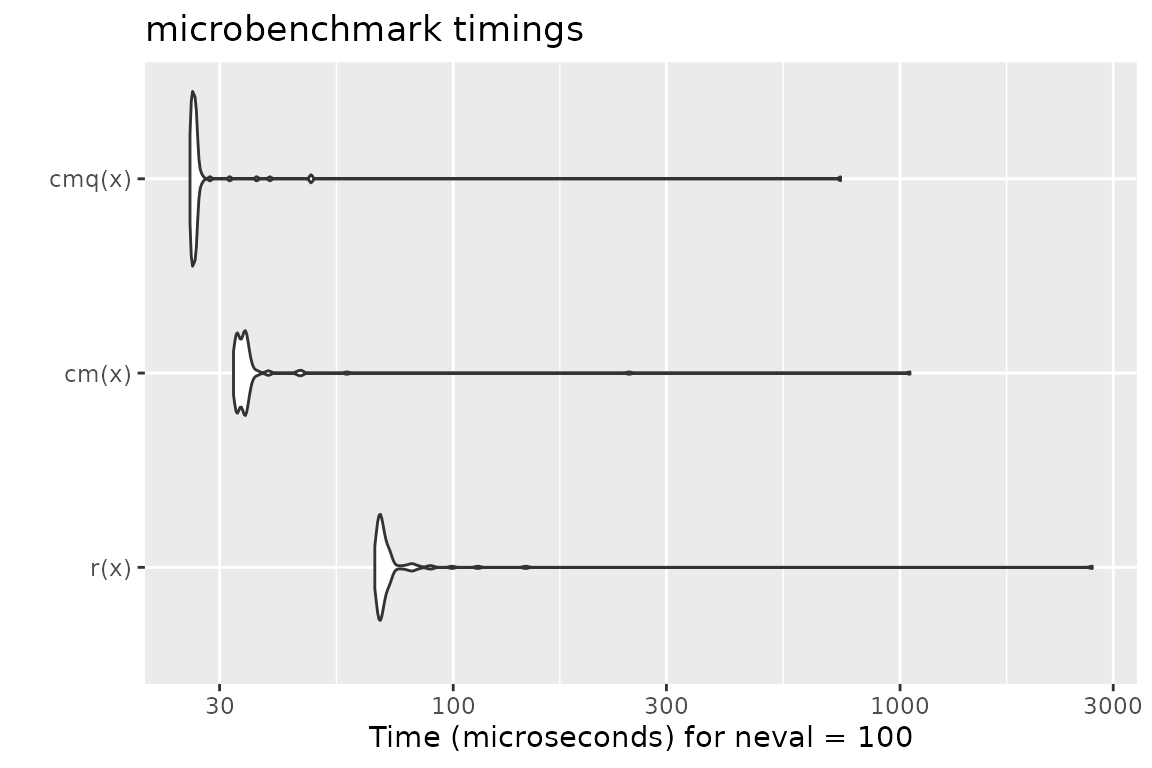 microbenchmark timings
cmq(x)
cm(x)
r(x)
30 100 300 1000 3000
Time (microseconds) for neval = 100